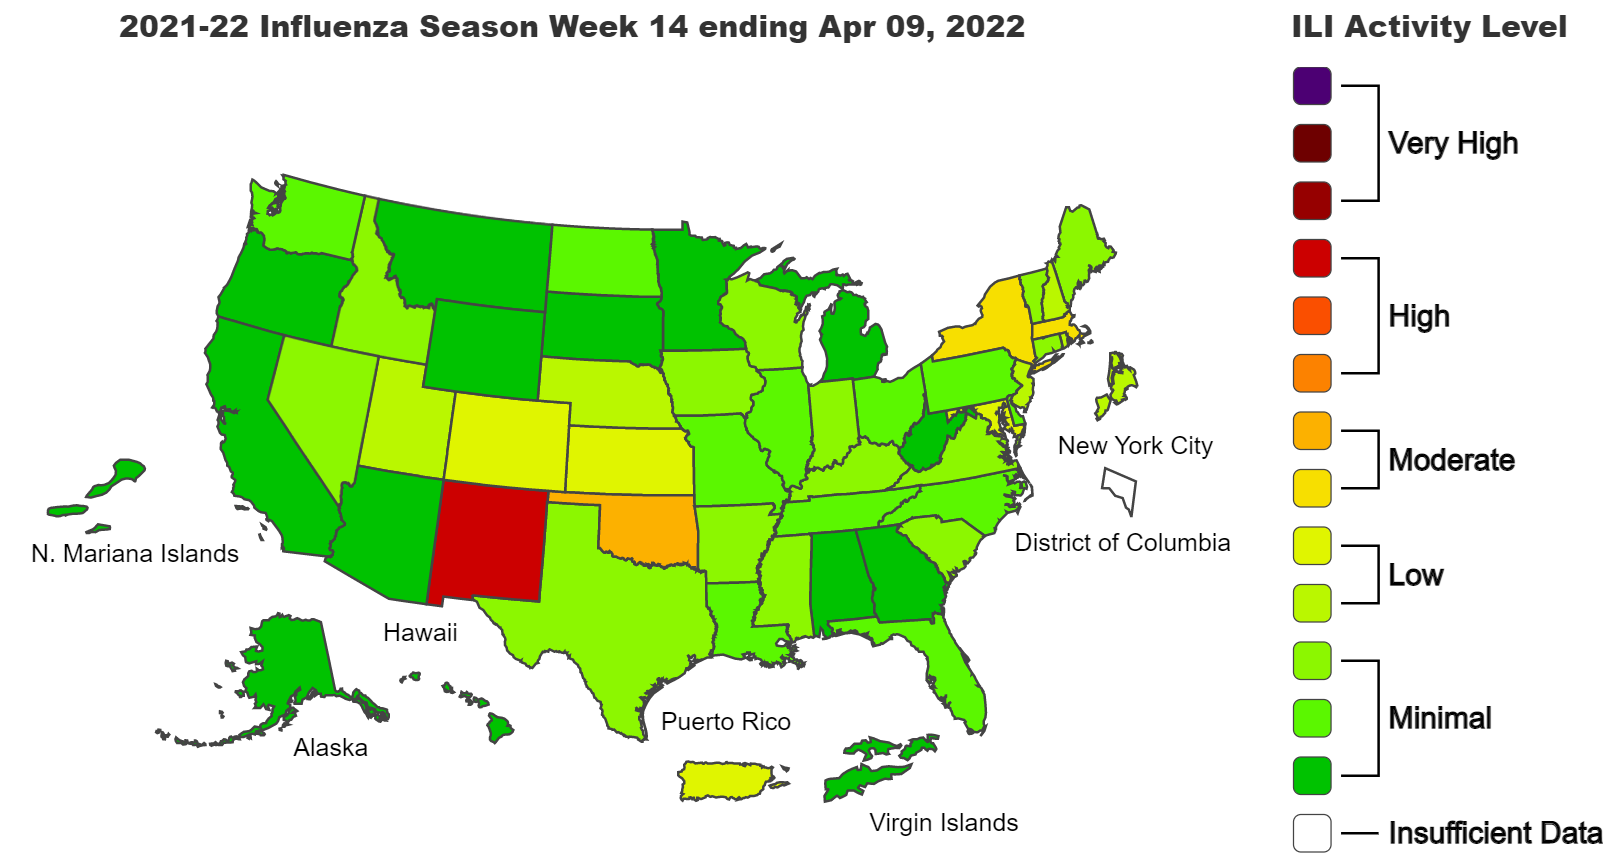 2021-22 Influenza Season Week 14 ending Apr 09, 2022
ILI Activity Level
Very High
High
Moderate
Low
Minimal
Insufficient Data
New York City
District of Columbia
N. Mariana Islands
Hawaii
Alaska
Puerto Rico
Virgin Islands